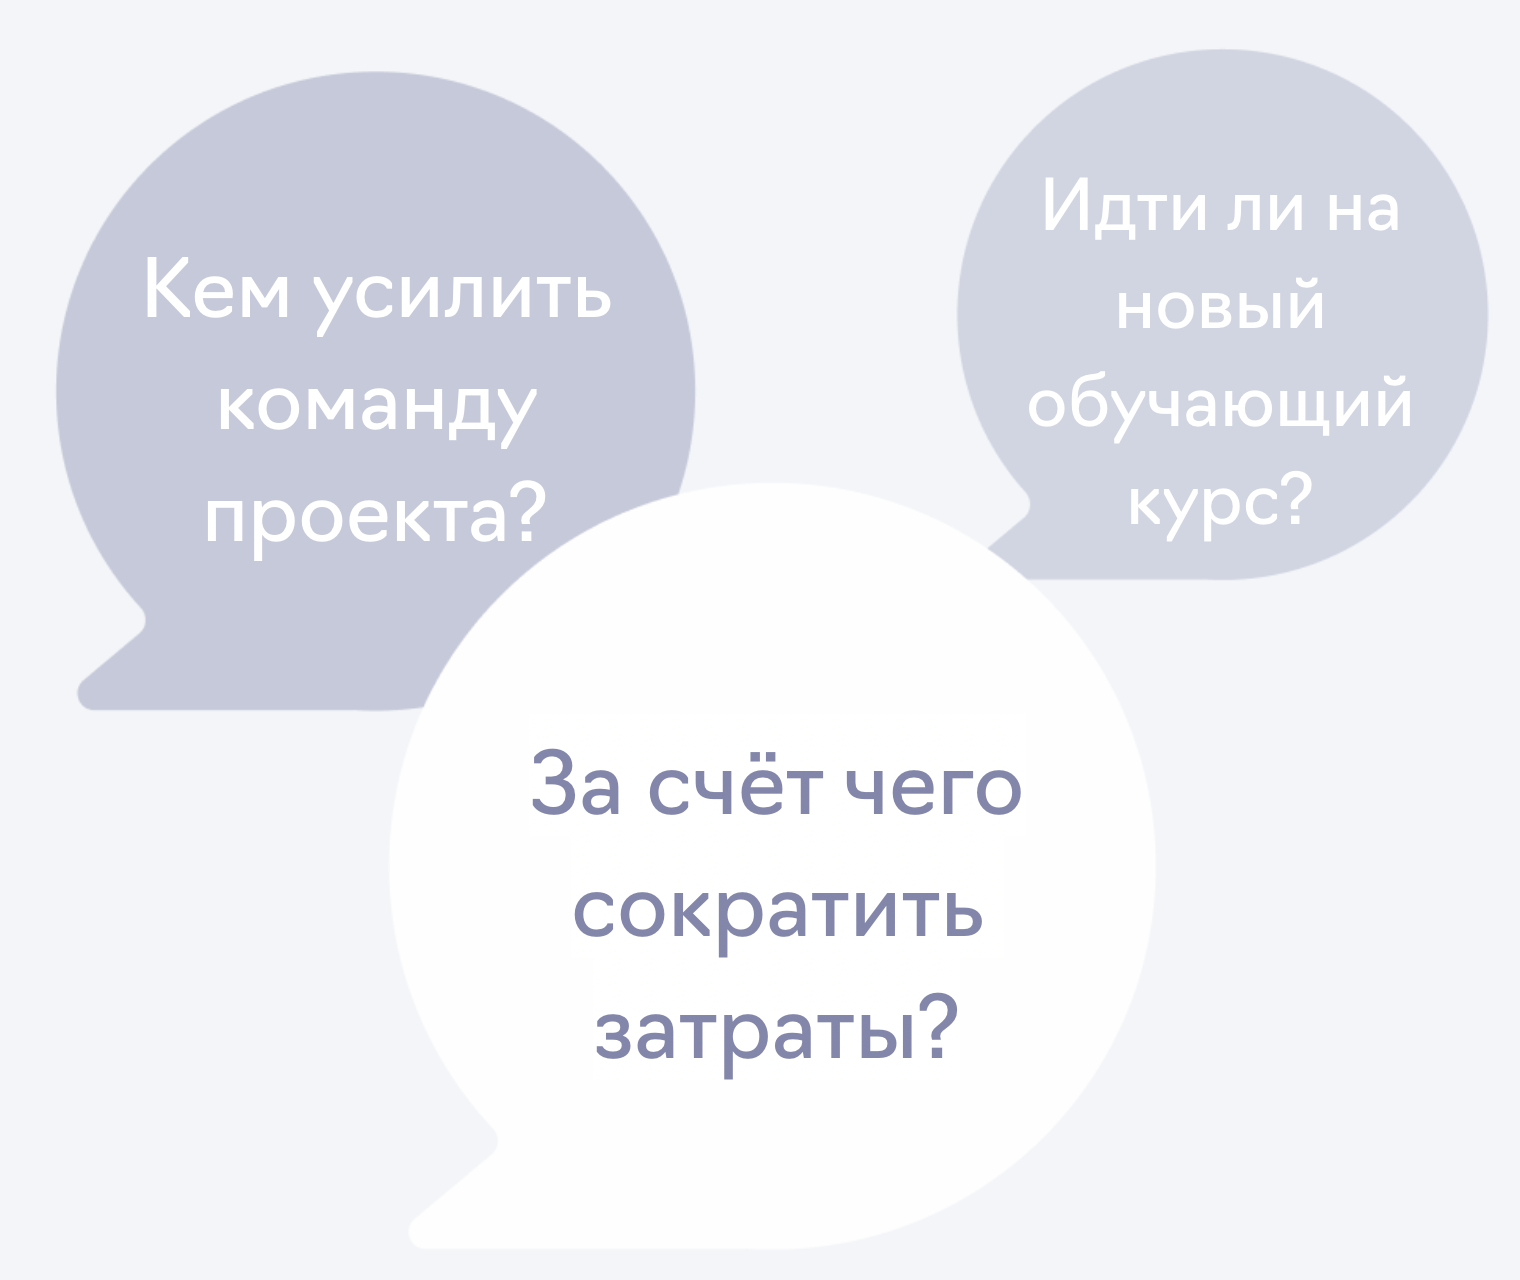 Кем усилить
команду
проекта?
Идти ли на
новый
обучающий
курс?
За счёт чего
сократить
затраты?